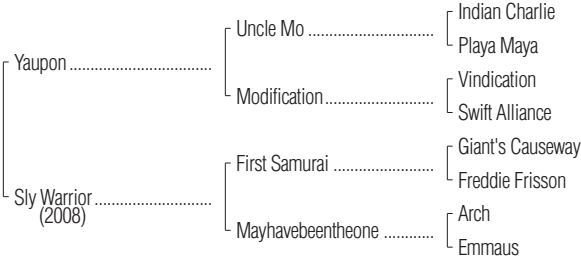 Indian Charlie
Uncle Mo ..............................
Playa Maya
Yaupon ..................................
Vindication
Modification ..........................
Swift Alliance
Giant's Causeway
First Samurai ........................
Freddie Frisson
Sly Warrior ............................
(2008)
Arch
Mayhavebeentheone ............
Emmaus